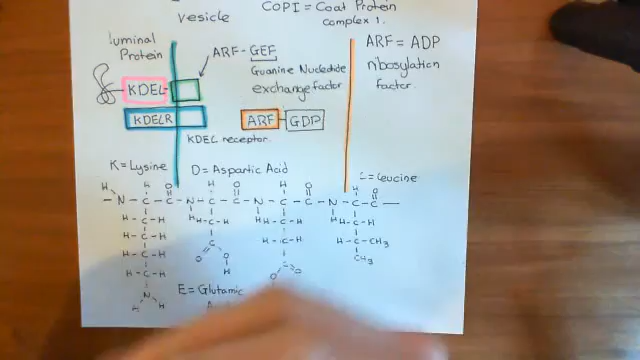 vesicle
COPI = Coat Protein
complex 1.
luminal
Protein
ARF - GEF
Guanine Nucleotide
exchange factor
ARF = ADP
ribosylation
factor.
KDEL
KDELR
ARF
GDP
KDEL receptor.
K = Lysine
D = Aspartic Acid
L = Leucine
H H O H O H O H O
- N - C - C - N - C - C - N - C - C - N - C - C -
H - C - H H H - C - H H H - C - H H H - C - H
H - C - H C H - C - H H - C - CH3
H - C - H O O C O CH3
H - C - H H O
N
H H
E = Glutamic